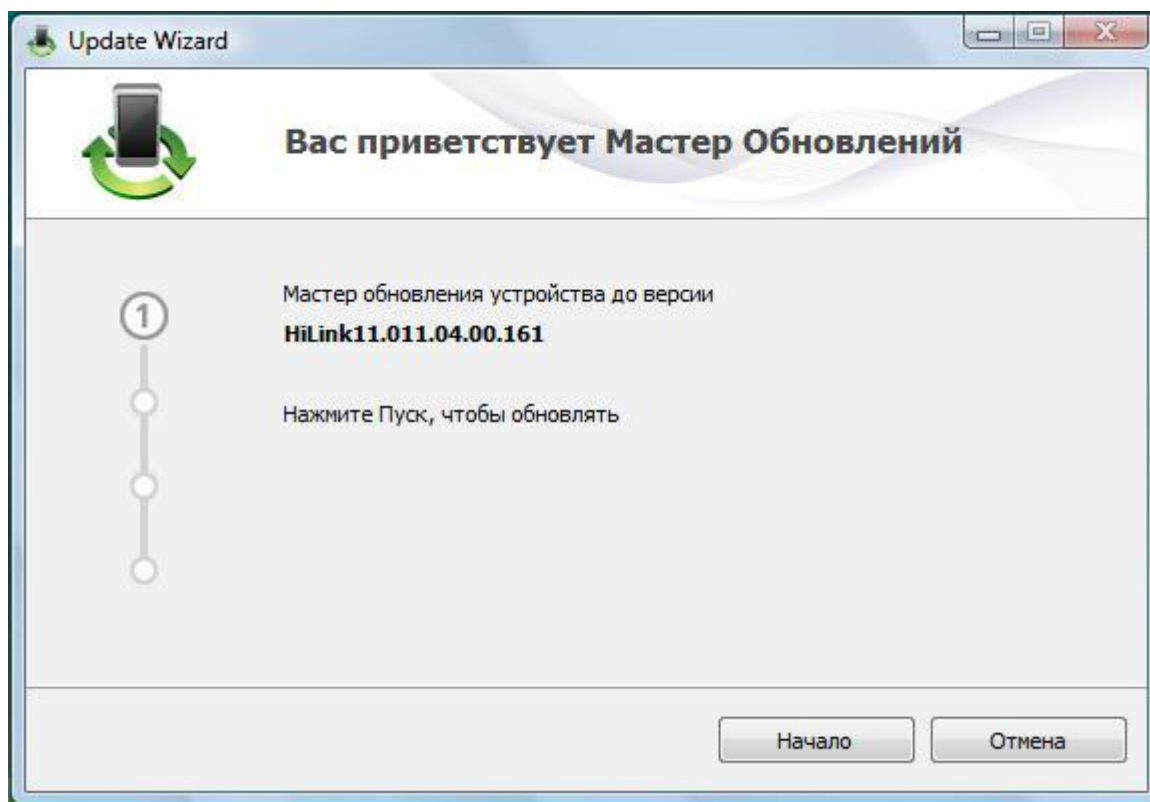 Update Wizard
Вас приветствует Мастер Обновлений
1
Мастер обновления устройства до версии
HiLink11.011.04.00.161
Нажмите Пуск, чтобы обновлять
Начало
Отмена